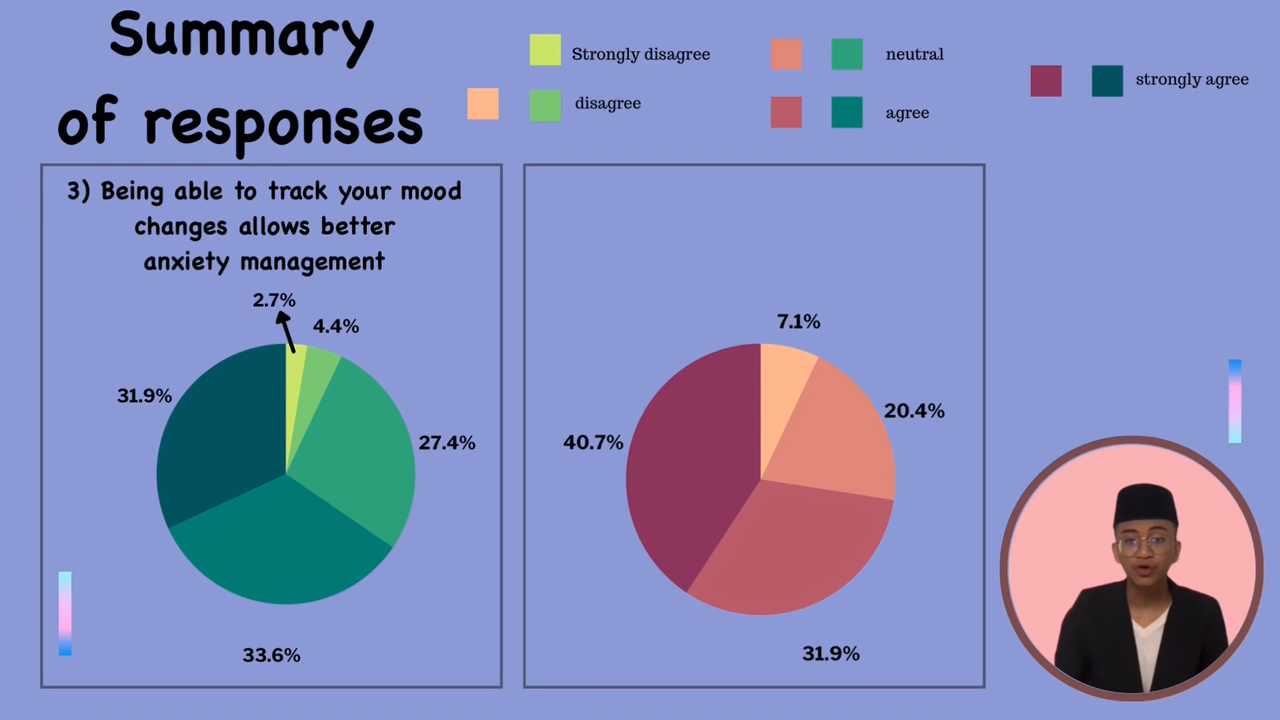 Summary
of responses
Strongly disagree
disagree
neutral
agree
strongly agree
3) Being able to track your mood
changes allows better
anxiety management
2.7%
4.4%
31.9%
27.4%
33.6%
7.1%
20.4%
40.7%
31.9%